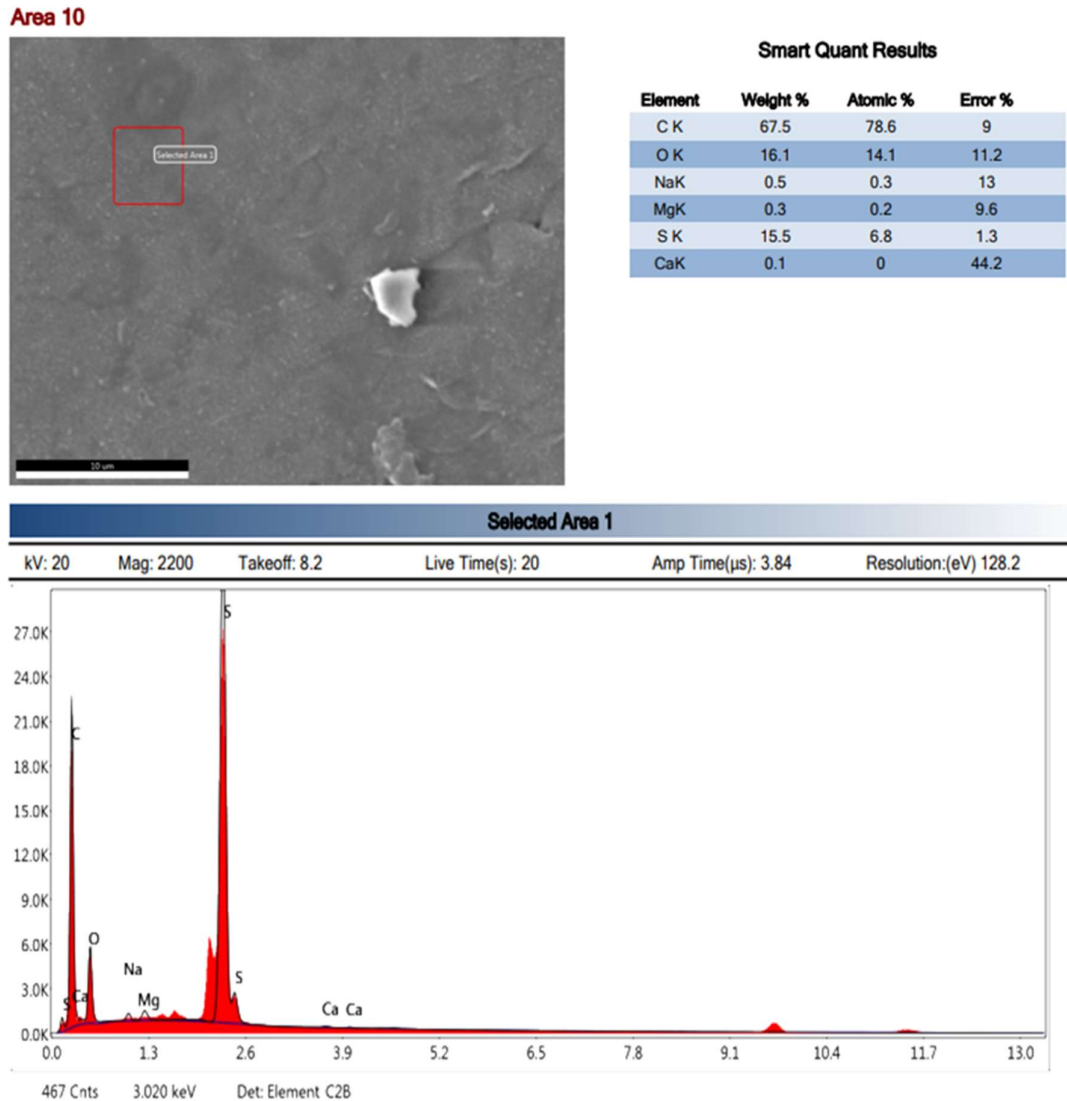 Area 10
Selected Area 1
10 um
Smart Quant Results
Element Weight % Atomic % Error %
C K 67.5 78.6 9
O K 16.1 14.1 11.2
NaK 0.5 0.3 13
MgK 0.3 0.2 9.6
S K 15.5 6.8 1.3
CaK 0.1 0 44.2
Selected Area 1
kV: 20 Mag: 2200 Takeoff: 8.2 Live Time(s): 20 Amp Time(µs): 3.84 Resolution:(eV) 128.2
S
27.0K
24.0K
21.0K
C
18.0K
15.0K
12.0K
9.0K
O
6.0K
Na
S
3.0K
S Ca Mg Ca Ca
0.0K
0.0 1.3 2.6 3.9 5.2 6.5 7.8 9.1 10.4 11.7 13.0
467 Cnts 3.020 keV Det: Element C2B